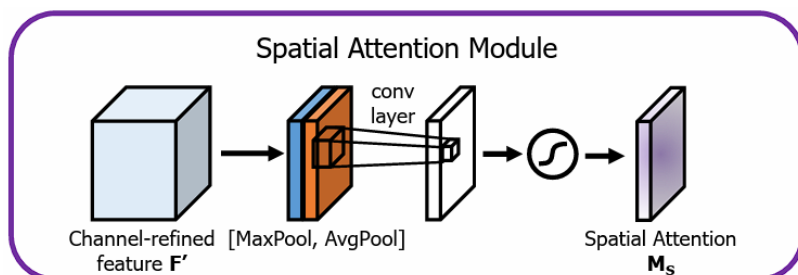 Spatial Attention Module
conv
layer
Channel-refined
feature F’
[MaxPool, AvgPool]
Spatial Attention
Ms